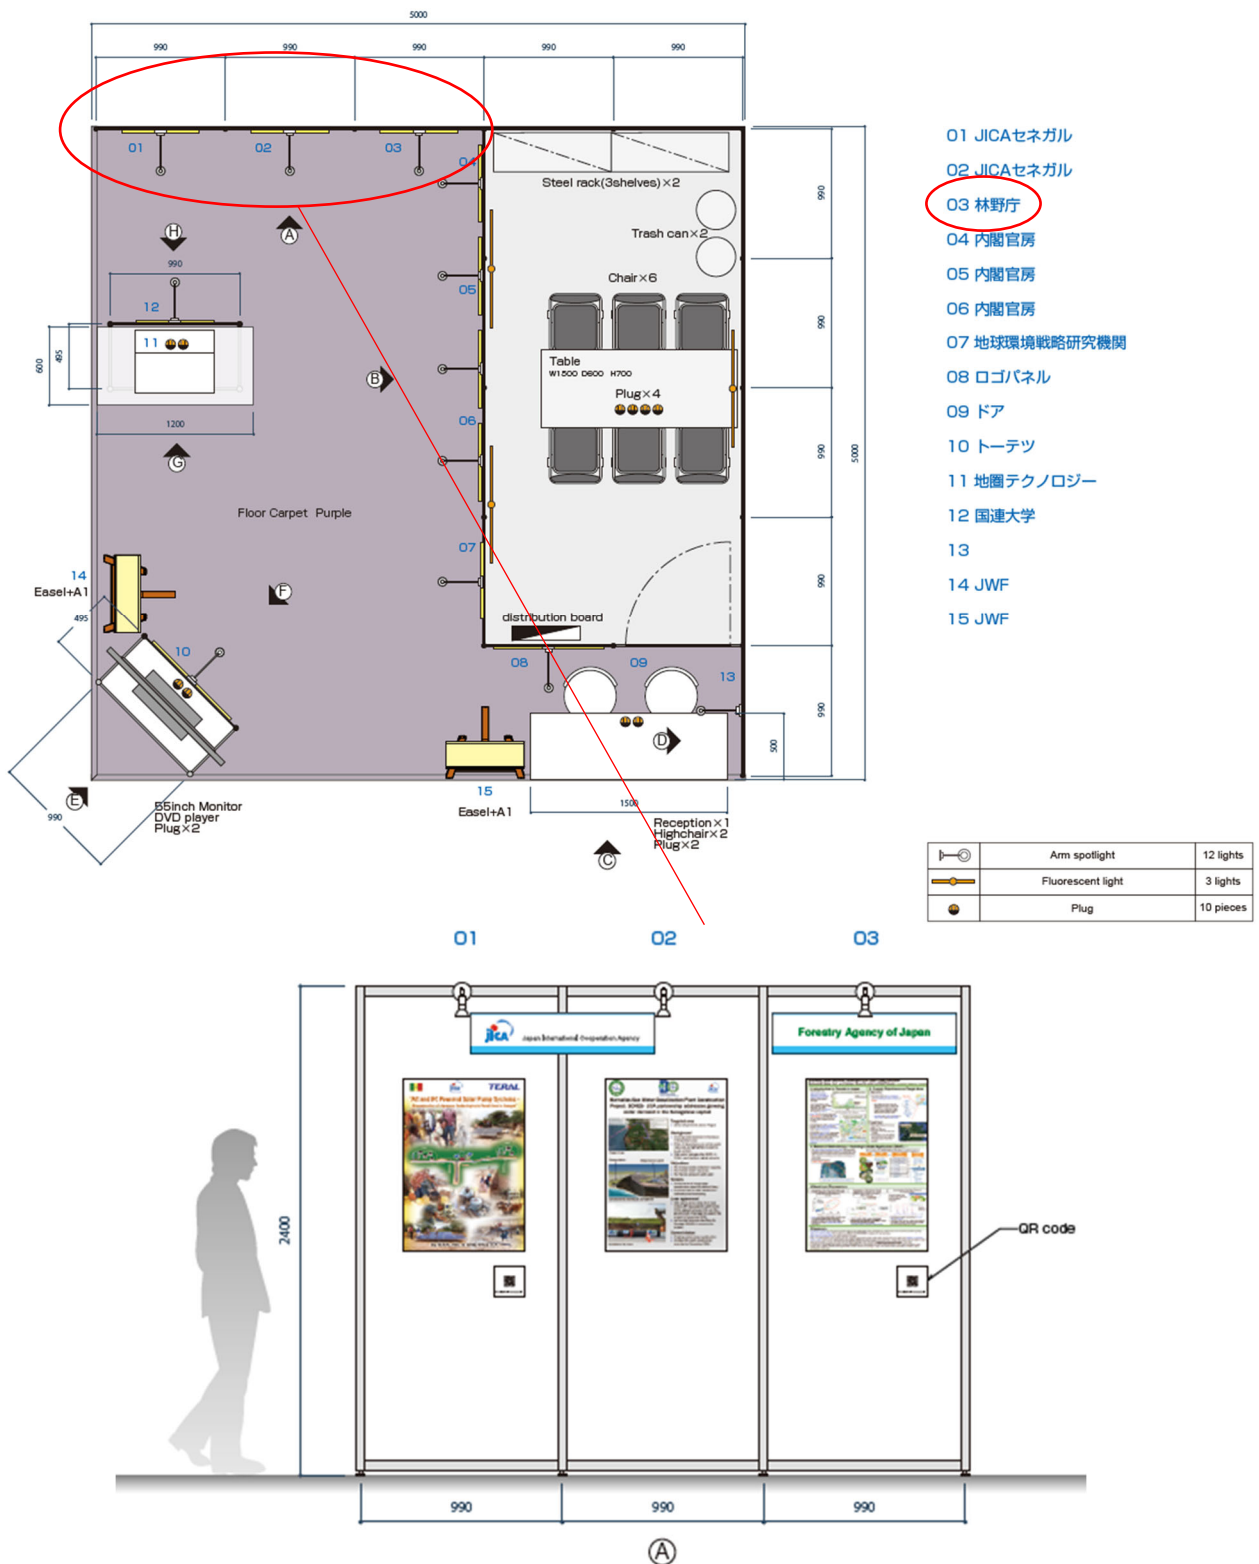 5000
990 990 990 990 990
01 02 03
04
Steel rack(3shelves)×2
Trash can×2
Chair×6
05
Table
W1500 D600 H700
Plug×4
06
07
distribution board
08 09 13
H
A
990
12
11
600
495
1200
B
G
Floor Carpet Purple
14
Easel+A1
F
495
10
E
990
55inch Monitor
DVD player
Plug×2
15
Easel+A1
D
500
1500
Reception×1
Highchair×2
Plug×2
C
990
990
990
990
990
5000
01 JICAセネガル
02 JICAセネガル
03 林野庁
04 内閣官房
05 内閣官房
06 内閣官房
07 地球環境戦略研究機関
08 ロゴパネル
09 ドア
10 トーテツ
11 地圏テクノロジー
12 国連大学
13
14 JWF
15 JWF
Arm spotlight 12 lights
Fluorescent light 3 lights
Plug 10 pieces
01 02 03
JICA Japan International Cooperation Agency
Forestry Agency of Japan
TERAL
QR code
2400
990 990 990
A